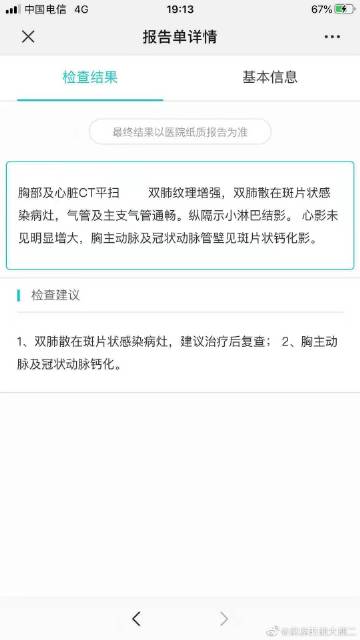 中国电信 4G 19:13 67%
报告单详情
检查结果 基本信息
最终结果以医院纸质报告为准
胸部及心脏CT平扫 双肺纹理增强，双肺散在斑片状感
染病灶，气管及主支气管通畅。纵隔示小淋巴结影。 心影未
见明显增大，胸主动脉及冠状动脉管壁见斑片状钙化影。
检查建议
1、双肺散在斑片状感染病灶，建议治疗后复查； 2、胸主动
脉及冠状动脉钙化。